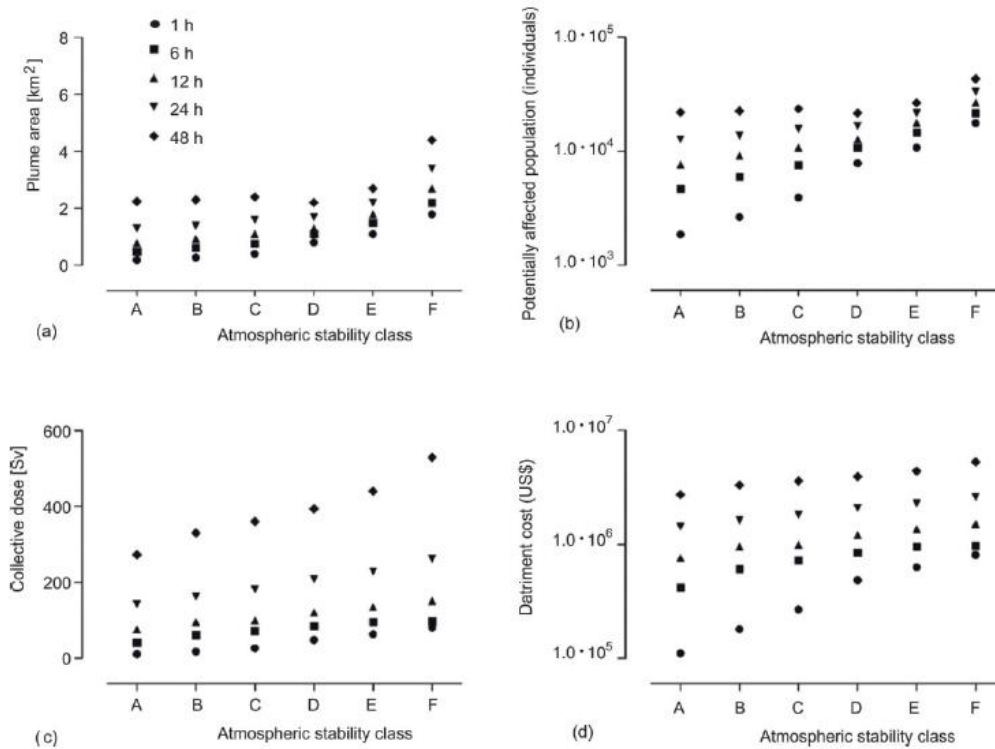 1 h
6 h
12 h
24 h
48 h
Plume area [km²]
8
6
4
2
0
A B C D E F
Atmospheric stability class
(a)
Potentially affected population (individuals)
1.0 • 10⁵
1.0 • 10⁴
1.0 • 10³
A B C D E F
Atmospheric stability class
(b)
Collective dose [Sv]
600
400
200
0
A B C D E F
Atmospheric stability class
(c)
Datriment cost (US$)
1.0 • 10⁷
1.0 • 10⁶
1.0 • 10⁵
A B C D E F
Atmospheric stability class
(d)